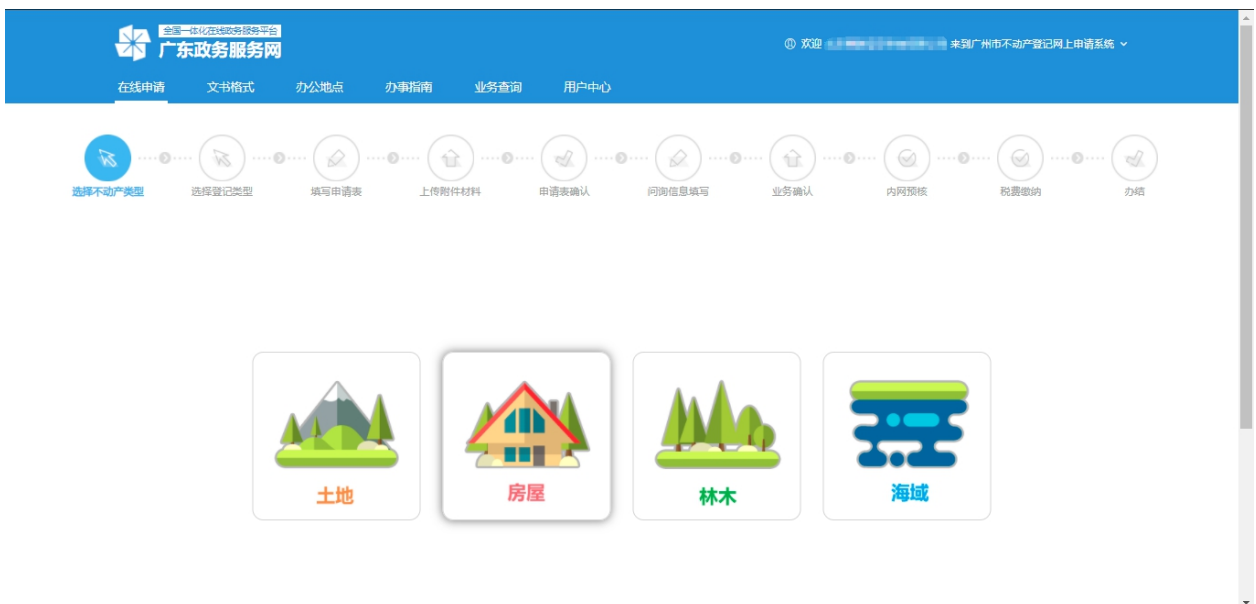 全国一体化在线政务服务平台
广东政务服务网
欢迎 来到广州市不动产登记网上申请系统
在线申请 文书格式 办公地点 办事指南 业务查询 用户中心
选择不动产类型 选择登记类型 填写申请表 上传附件材料 申请表确认 问询信息填写 业务确认 内网预核 税费缴纳 办结
土地 房屋 林木 海域